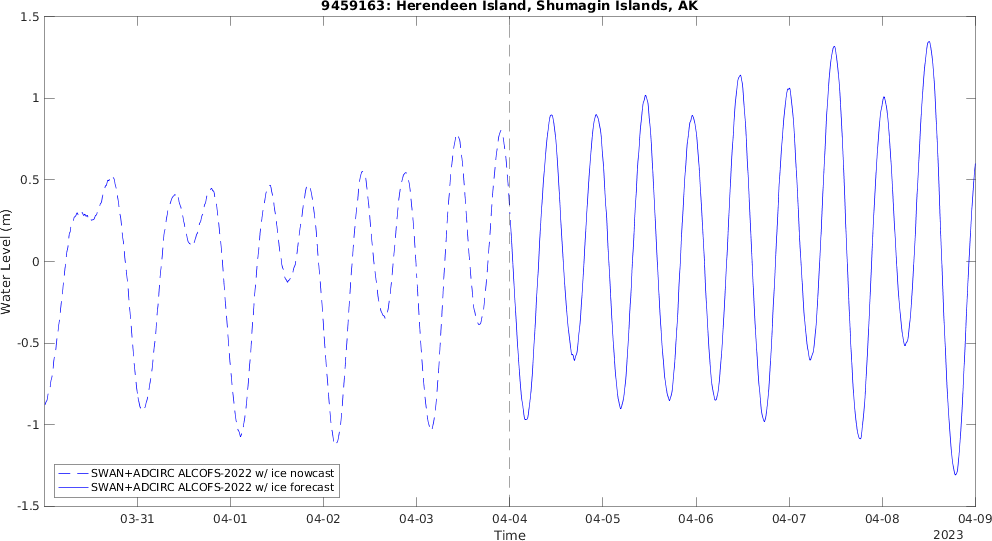 9459163: Herendeen Island, Shumagin Islands, AK
1.5
1
0.5
0
-0.5
-1
-1.5
Water Level (m)
SWAN+ADCIRC ALCOFS-2022 w/ ice nowcast
SWAN+ADCIRC ALCOFS-2022 w/ ice forecast
03-31 04-01 04-02 04-03 04-04 04-05 04-06 04-07 04-08 04-09
Time
2023